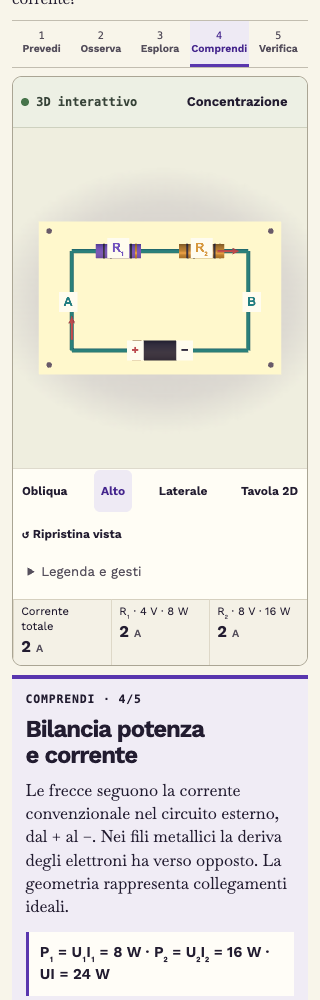 1 2 3 4 5
Prevedi Osserva Esplora Comprendi Verifica
3D interattivo Concentrazione
R₁ R₂
A B
+ −
Obliqua Alto Laterale Tavola 2D
↺ Ripristina vista
▶ Legenda e gesti
Corrente totale
2 A
R₁ · 4 V · 8 W
2 A
R₂ · 8 V · 16 W
2 A
COMPRENDI · 4/5
Bilancia potenza
e corrente
Le frecce seguono la corrente
convenzionale nel circuito esterno,
dal + al −. Nei fili metallici la deriva
degli elettroni ha verso opposto. La
geometria rappresenta collegamenti
ideali.
P₁ = U₁I₁ = 8 W · P₂ = U₂I₂ = 16 W ·
UI = 24 W